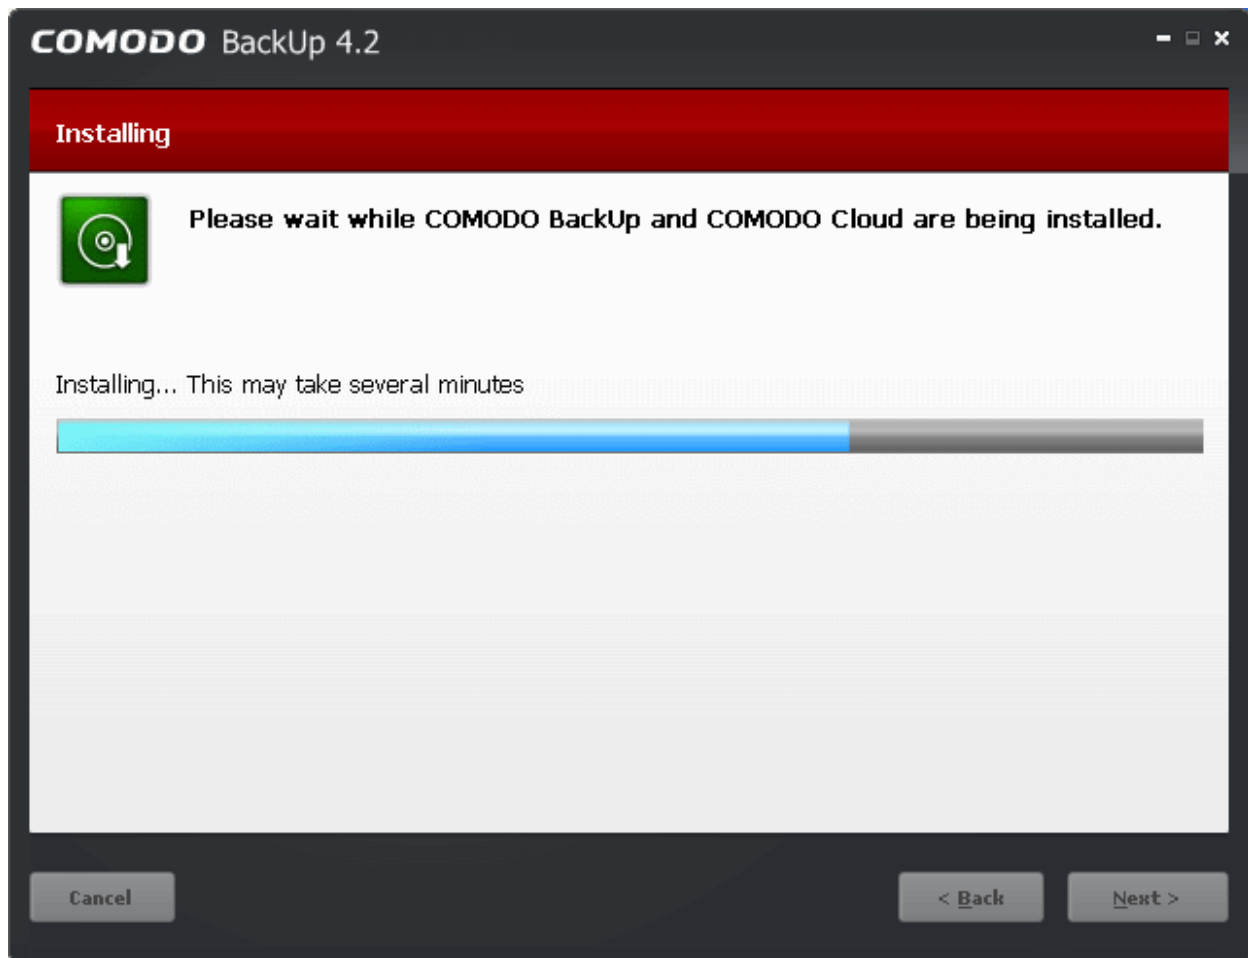 COMODO BackUp 4.2
Installing
Please wait while COMODO BackUp and COMODO Cloud are being installed.
Installing... This may take several minutes
Cancel
< Back
Next >